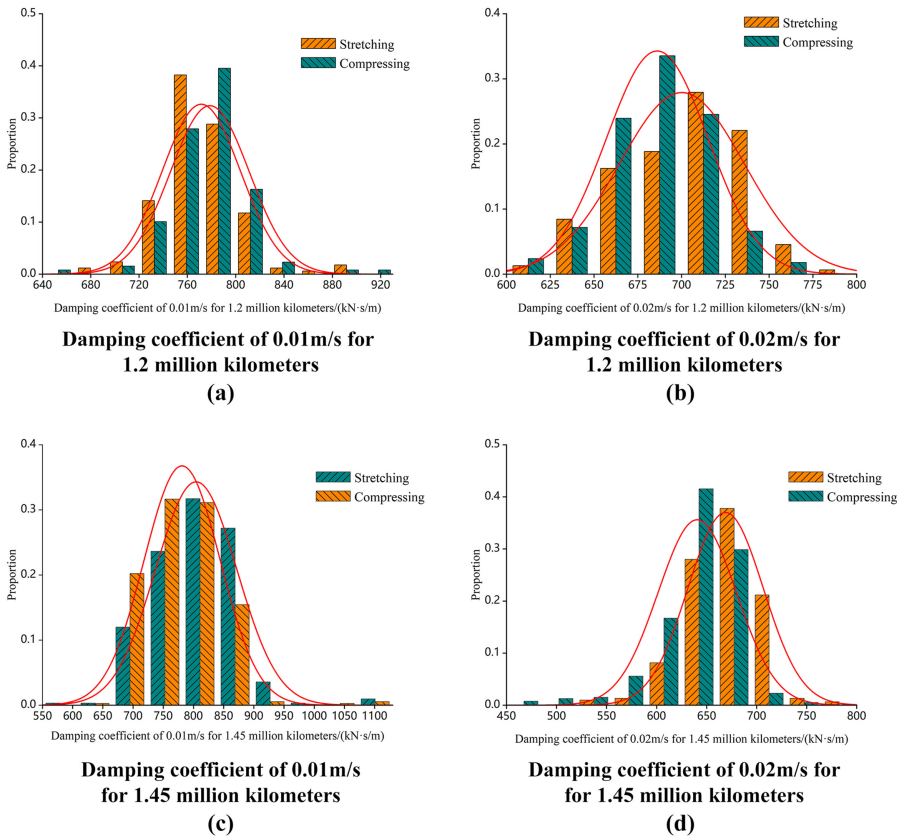 0.5
0.4
0.3
0.2
0.1
0.0
Proportion
Stretching
Compressing
640 680 720 760 800 840 880 920
Damping coefficient of 0.01m/s for 1.2 million kilometers/(kN·s/m)
Damping coefficient of 0.01m/s for
1.2 million kilometers
(a)
0.4
0.3
0.2
0.1
0.0
Proportion
Stretching
Compressing
600 625 650 675 700 725 750 775 800
Damping coefficient of 0.02m/s for 1.2 million kilometers/(kN·s/m)
Damping coefficient of 0.02m/s for
1.2 million kilometers
(b)
0.4
0.3
0.2
0.1
0.0
Proportion
Stretching
Compressing
550 600 650 700 750 800 850 900 950 1000 1050 1100
Damping coefficient of 0.01m/s for 1.45 million kilometers/(kN·s/m)
Damping coefficient of 0.01m/s
for 1.45 million kilometers
(c)
0.5
0.4
0.3
0.2
0.1
0.0
Proportion
Stretching
Compressing
450 500 550 600 650 700 750 800
Damping coefficient of 0.02m/s for 1.45 million kilometers/(kN·s/m)
Damping coefficient of 0.02m/s for
for 1.45 million kilometers
(d)